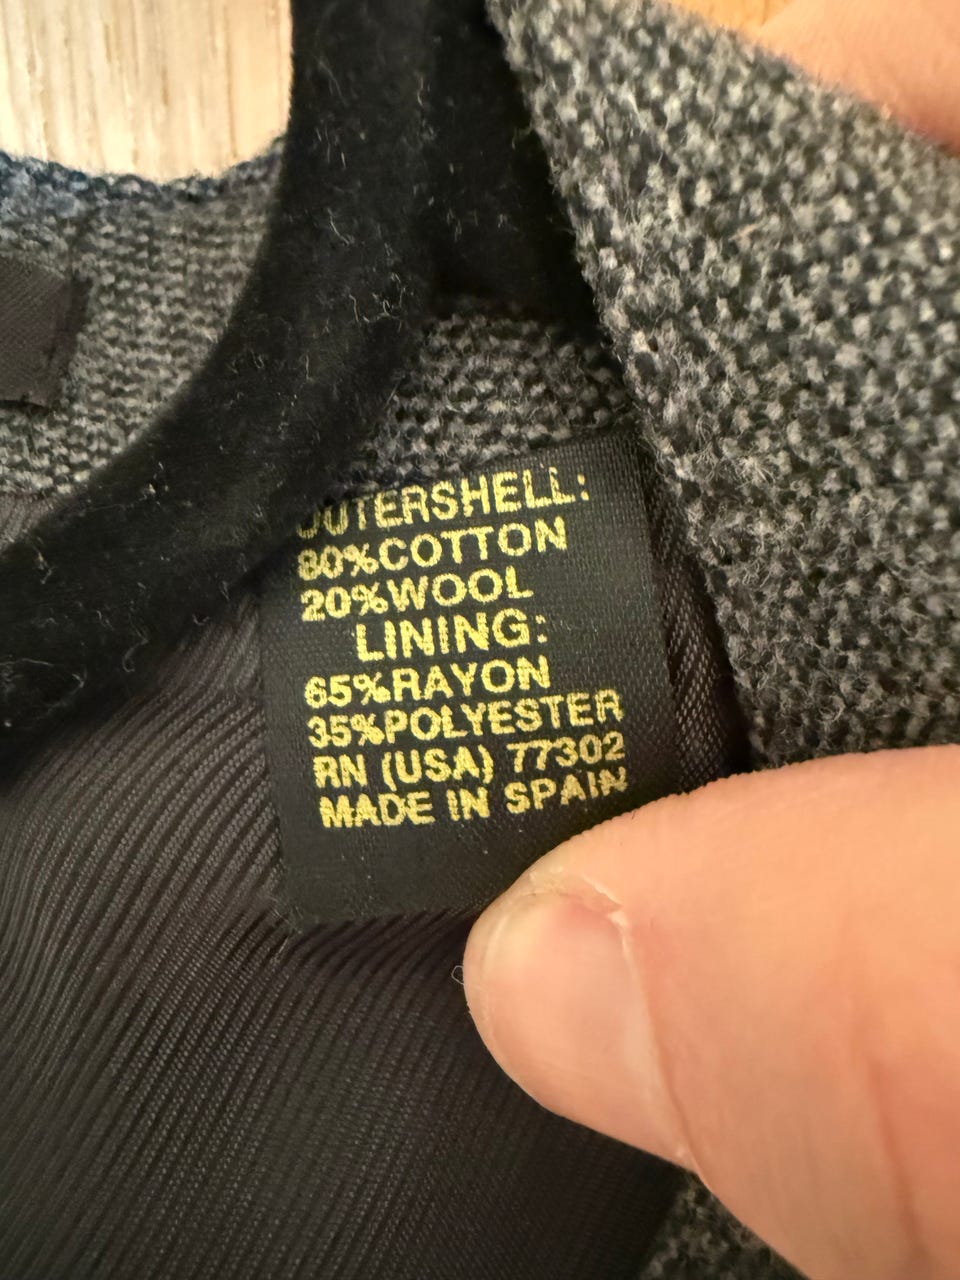 OUTERSHELL:
80%COTTON
20%WOOL
LINING:
65%RAYON
35%POLYESTER
RN (USA) 77302
MADE IN SPAIN